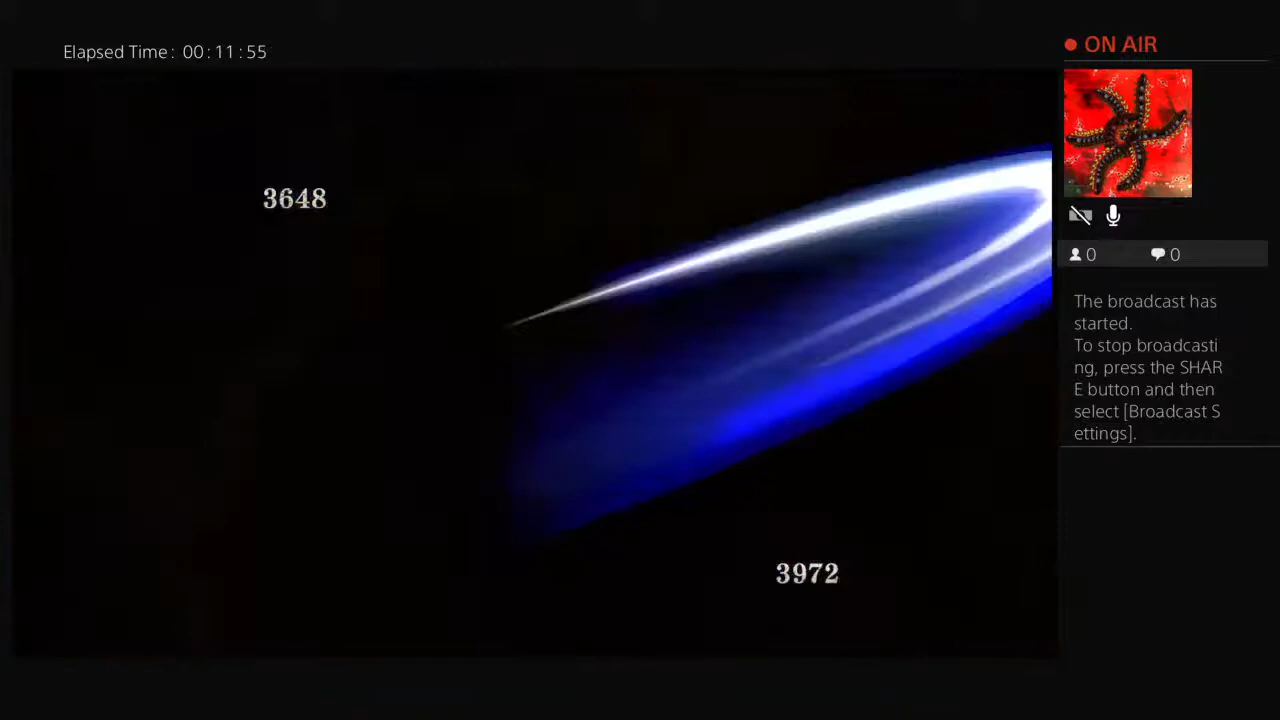 Elapsed Time: 00:11:55
ON AIR
3648
0 0
The broadcast has
started.
To stop broadcasti
ng, press the SHAR
E button and then
select [Broadcast S
ettings].
3972